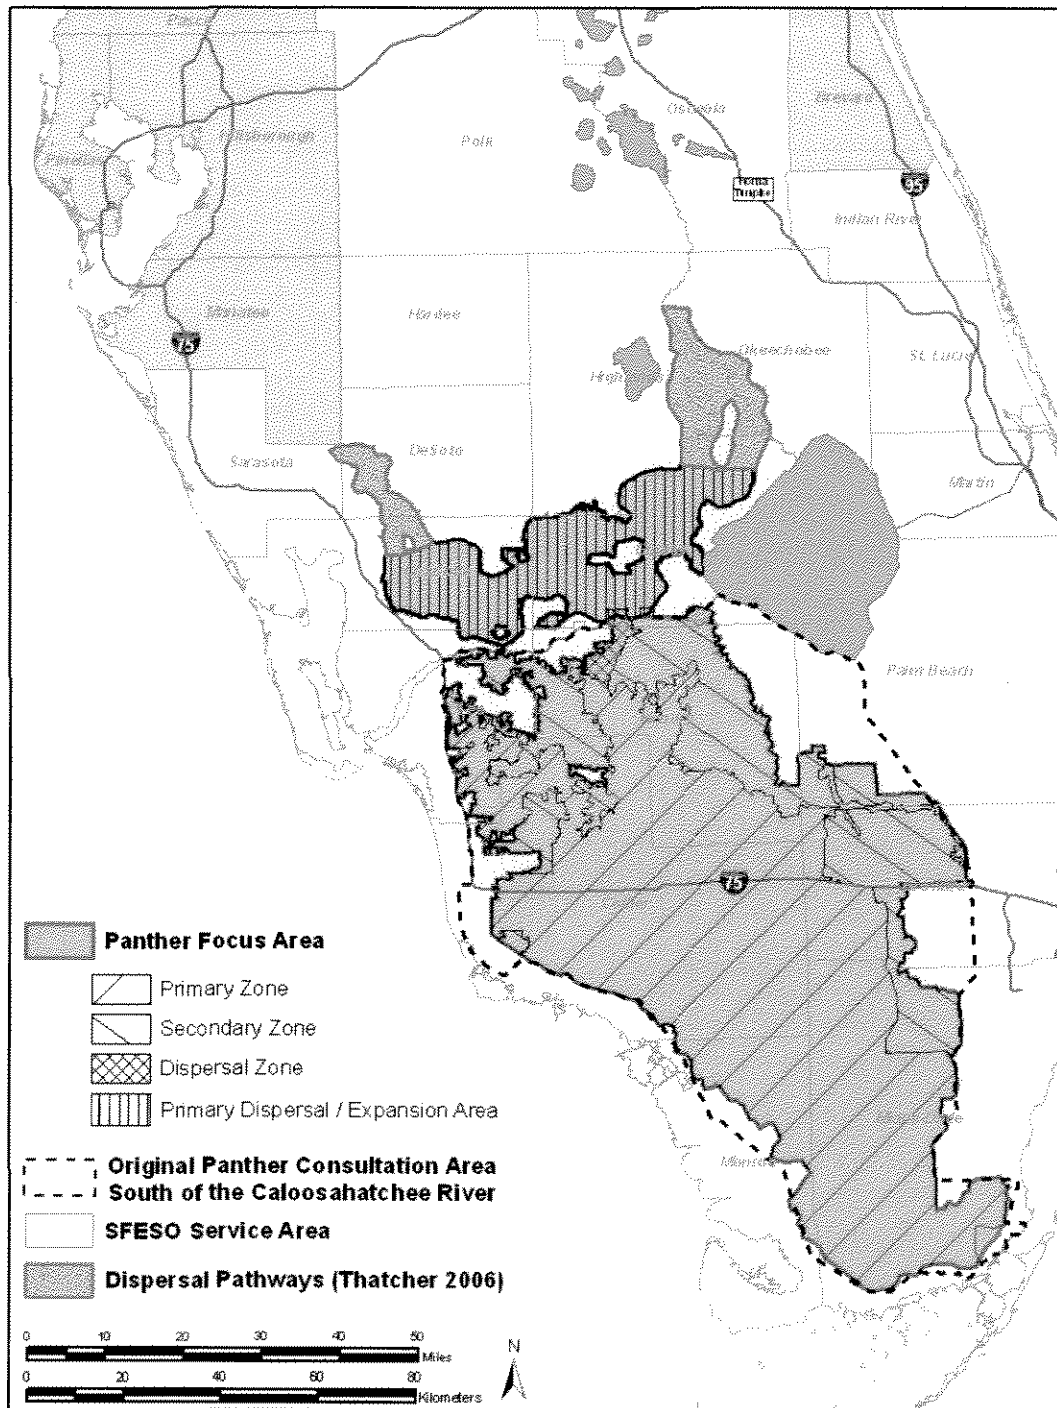 Osceola
Polk
Brevard
Hillsborough
Florida
Turnpike
95
Indian River
Manatee
75
Hardee
Okeechobee
St. Lucie
Sarasota
DeSoto
Martin
Palm Beach
75
Monroe
Panther Focus Area
Primary Zone
Secondary Zone
Dispersal Zone
Primary Dispersal / Expansion Area
Original Panther Consultation Area
South of the Caloosahatchee River
SFESO Service Area
Dispersal Pathways (Thatcher 2006)
0 10 20 30 40 50
Miles
0 20 40 60 80
Kilometers
N